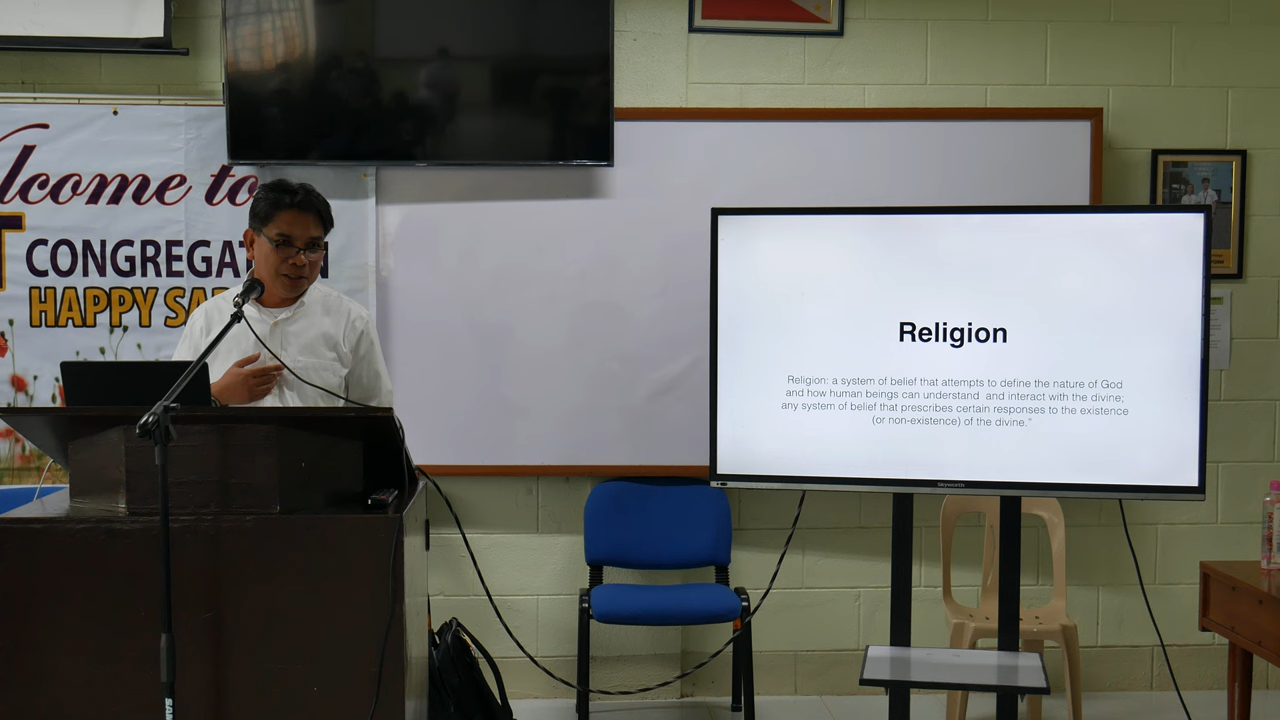 lcome to
CONGREGAT
HAPPY SA
Religion
Religion: a system of belief that attempts to define the nature of God
and how human beings can understand and interact with the divine;
any system of belief that prescribes certain responses to the existence
(or non-existence) of the divine."
Skyworth
SAM